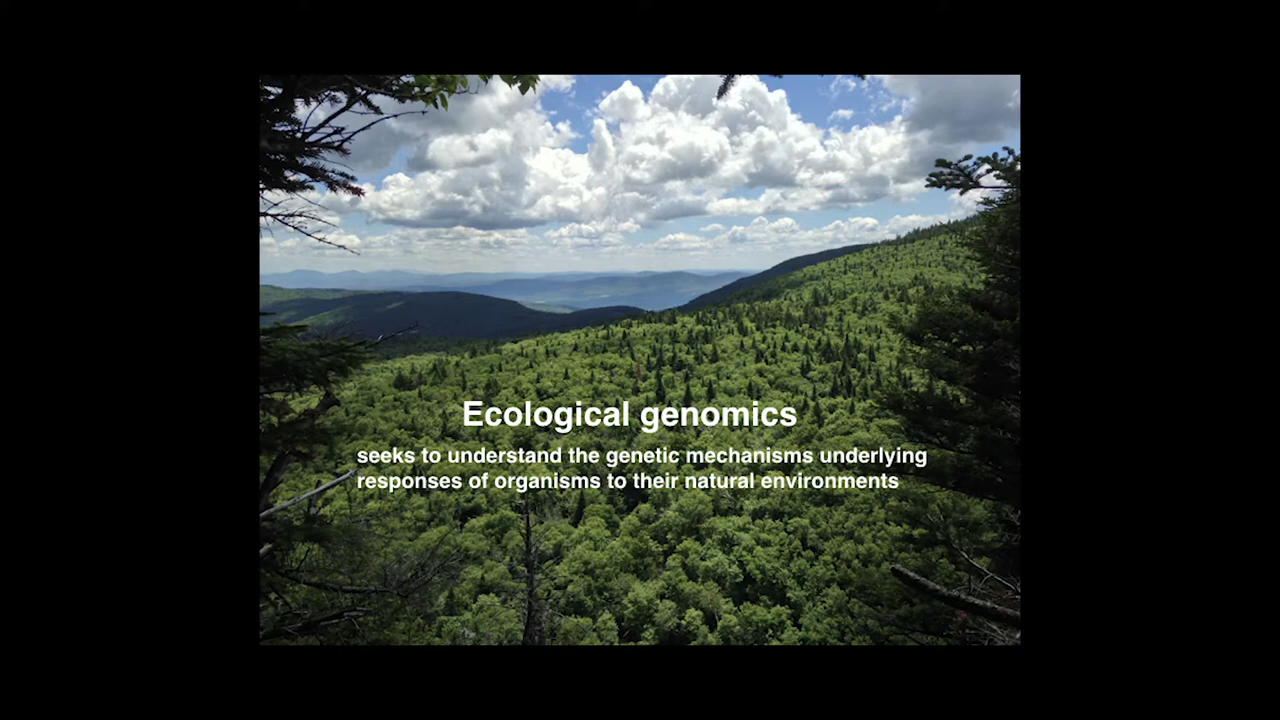 Ecological genomics
seeks to understand the genetic mechanisms underlying
responses of organisms to their natural environments